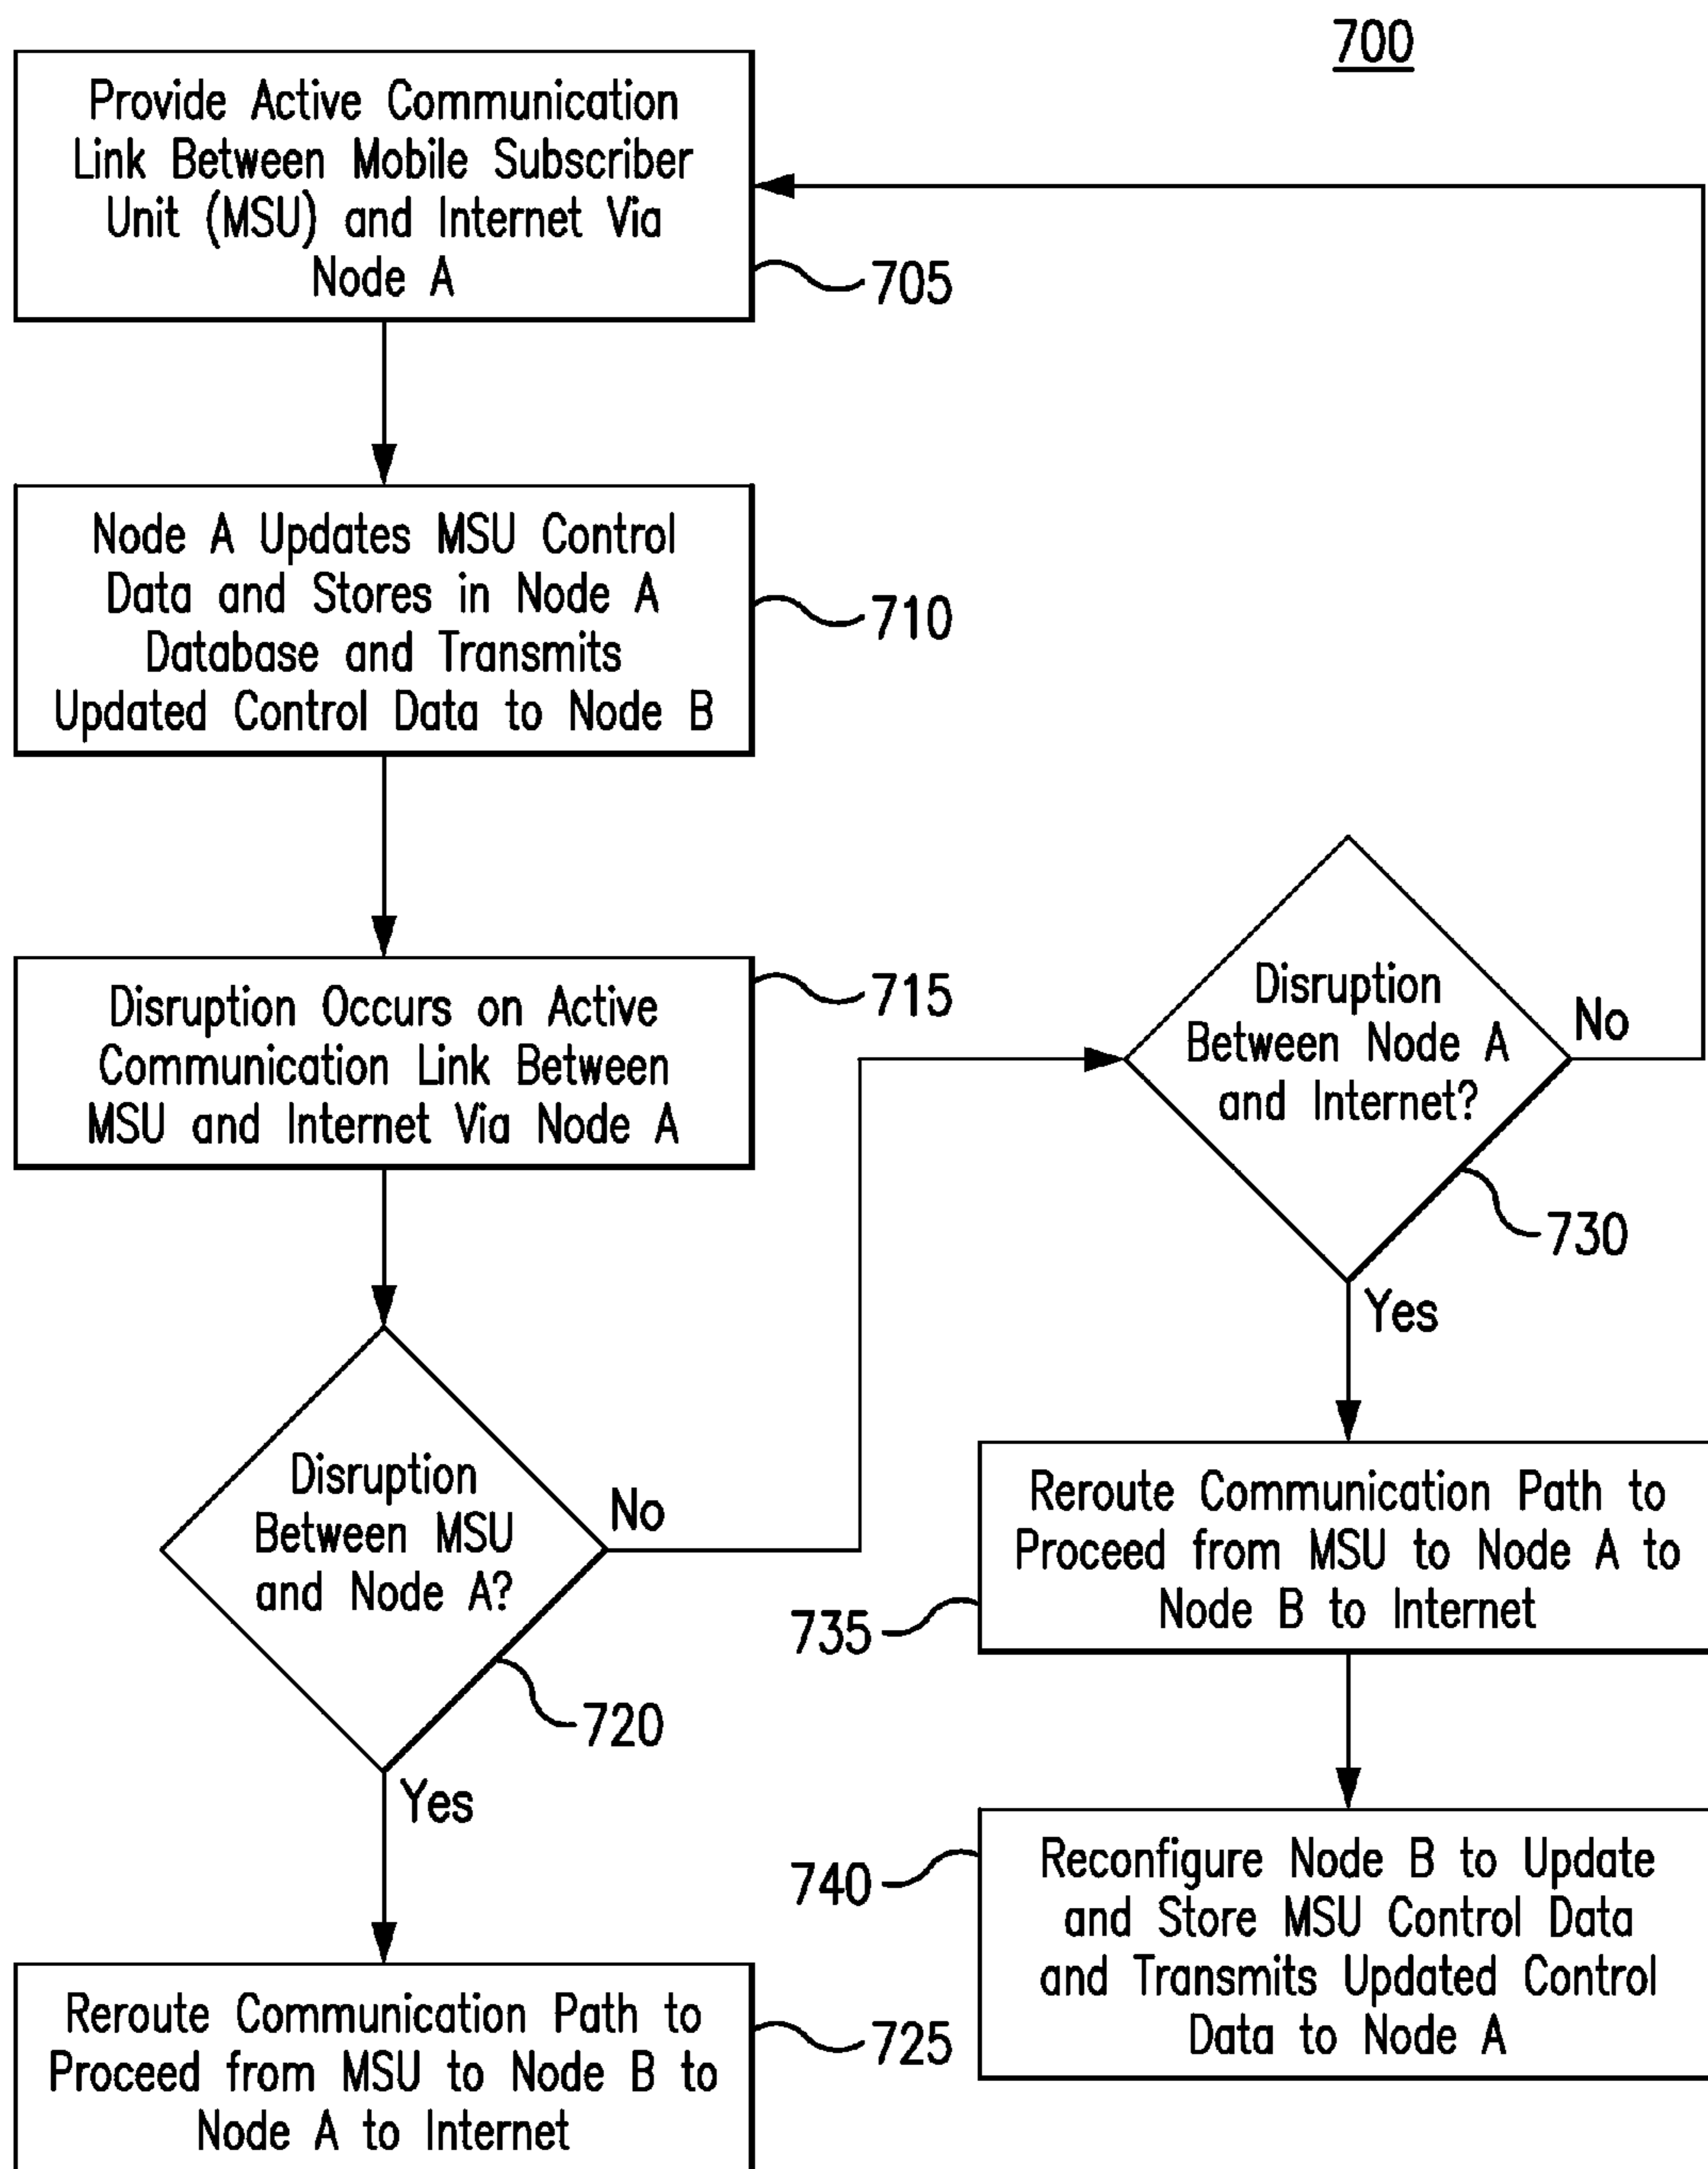 700
Provide Active Communication
Link Between Mobile Subscriber
Unit (MSU) and Internet Via
Node A
705
Node A Updates MSU Control
Data and Stores in Node A
Database and Transmits
Updated Control Data to Node B
710
Disruption Occurs on Active
Communication Link Between
MSU and Internet Via Node A
715
Disruption
Between MSU
and Node A?
No
720
Yes
Reroute Communication Path to
Proceed from MSU to Node B to
Node A to Internet
725
Disruption
Between Node A
and Internet?
No
730
Yes
Reroute Communication Path to
Proceed from MSU to Node A to
Node B to Internet
735
Reconfigure Node B to Update
and Store MSU Control Data
and Transmits Updated Control
Data to Node A
740